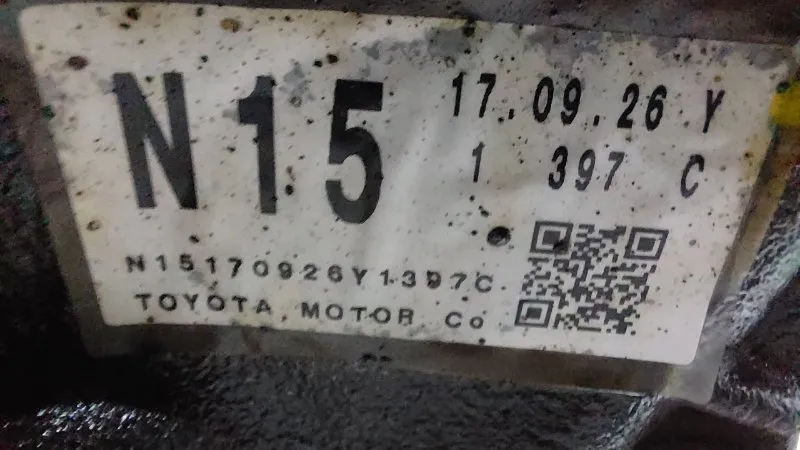 N15
17.09.26 Y
1 397 C
N15170926Y1397C
TOYOTA MOTOR Co